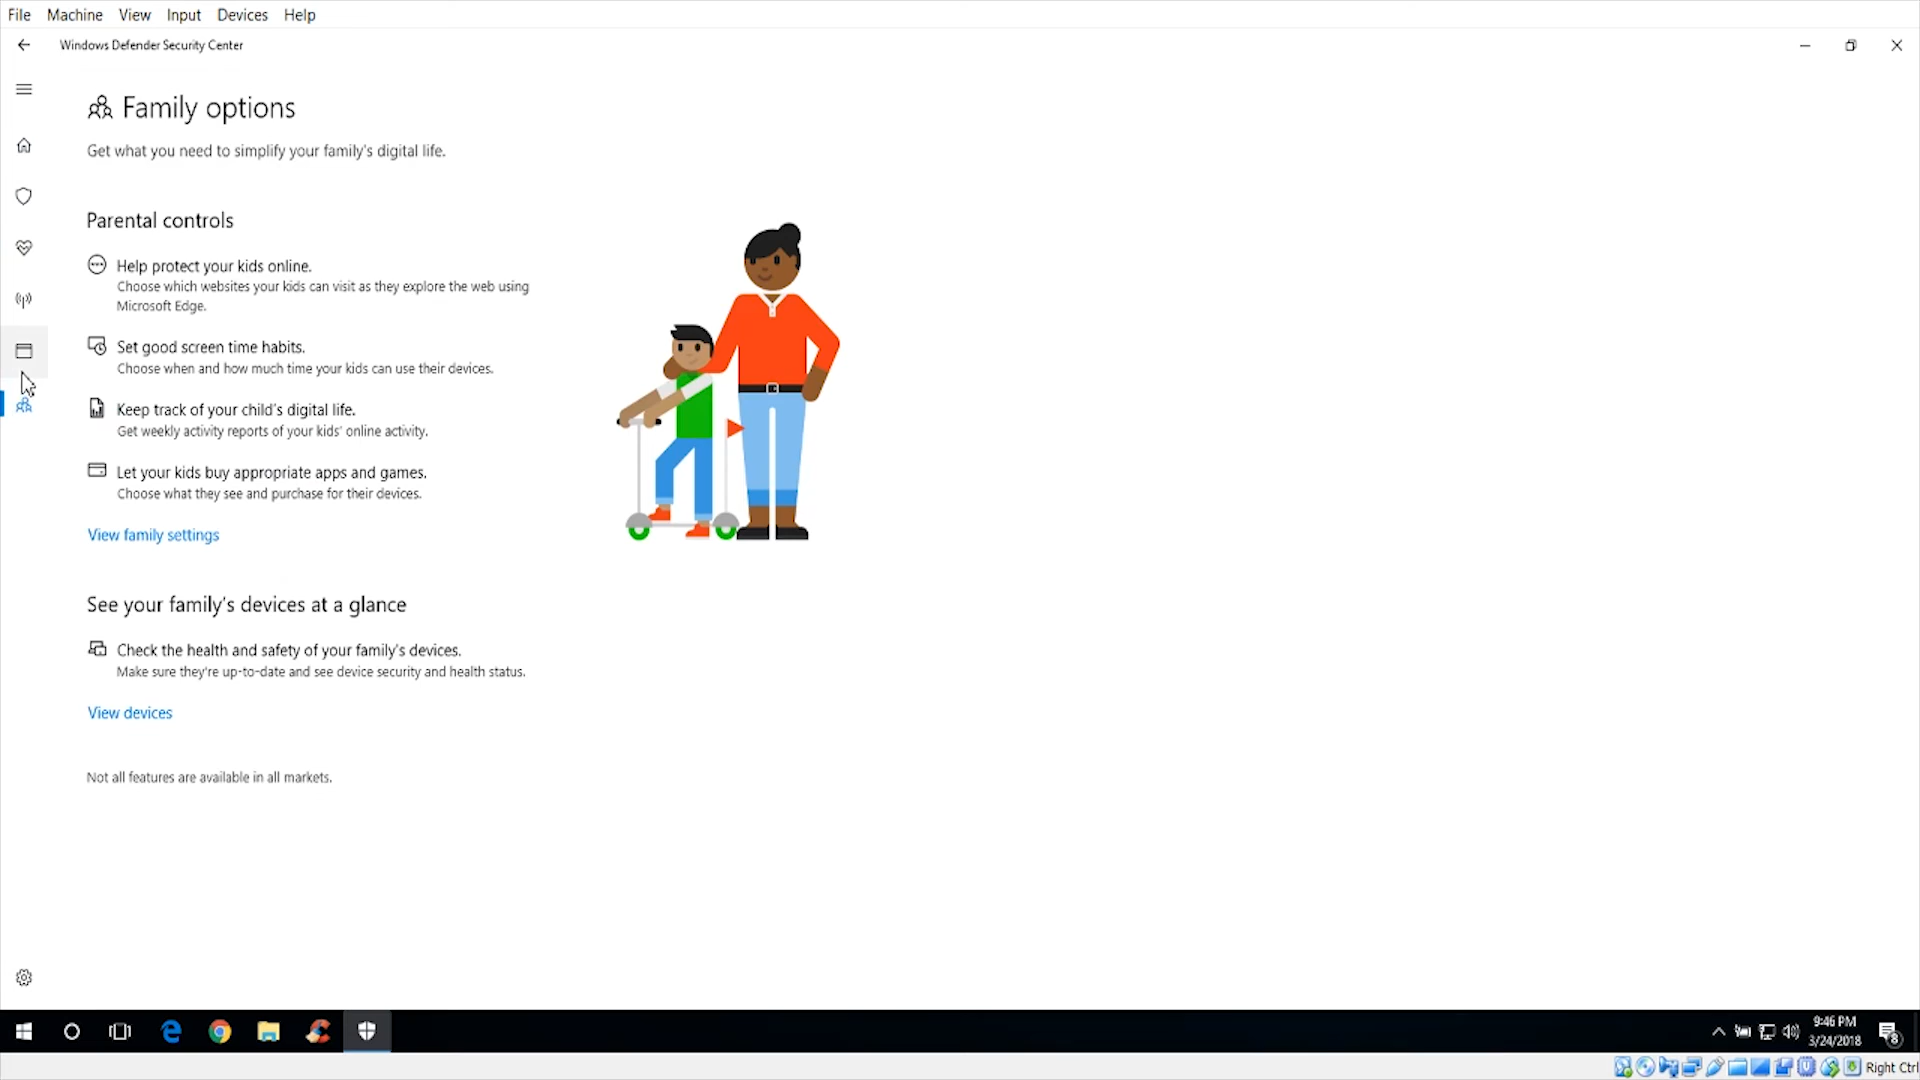 File Machine View Input Devices Help
Windows Defender Security Center
Family options
Get what you need to simplify your family's digital life.
Parental controls
Help protect your kids online.
Choose which websites your kids can visit as they explore the web using
Microsoft Edge.
Set good screen time habits.
Choose when and how much time your kids can use their devices.
Keep track of your child's digital life.
Get weekly activity reports of your kids' online activity.
Let your kids buy appropriate apps and games.
Choose what they see and purchase for their devices.
View family settings
See your family's devices at a glance
Check the health and safety of your family's devices.
Make sure they're up-to-date and see device security and health status.
View devices
Not all features are available in all markets.
9:46 PM
3/24/2018
8
Right Ctrl